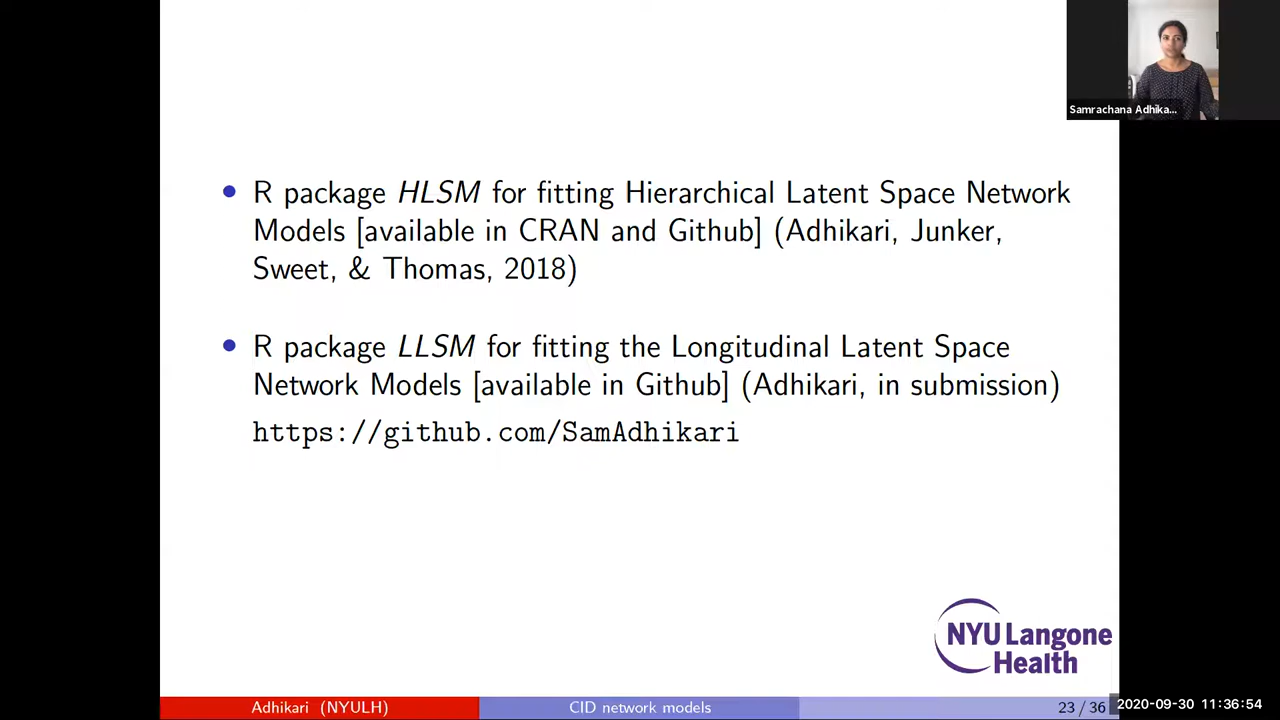 Samrachana Adhika...
R package HLSM for fitting Hierarchical Latent Space Network
Models [available in CRAN and Github] (Adhikari, Junker,
Sweet, & Thomas, 2018)
R package LLSM for fitting the Longitudinal Latent Space
Network Models [available in Github] (Adhikari, in submission)
https://github.com/SamAdhikari
NYU Langone
Health
Adhikari (NYULH)
CID network models
23 / 36
2020-09-30 11:36:54